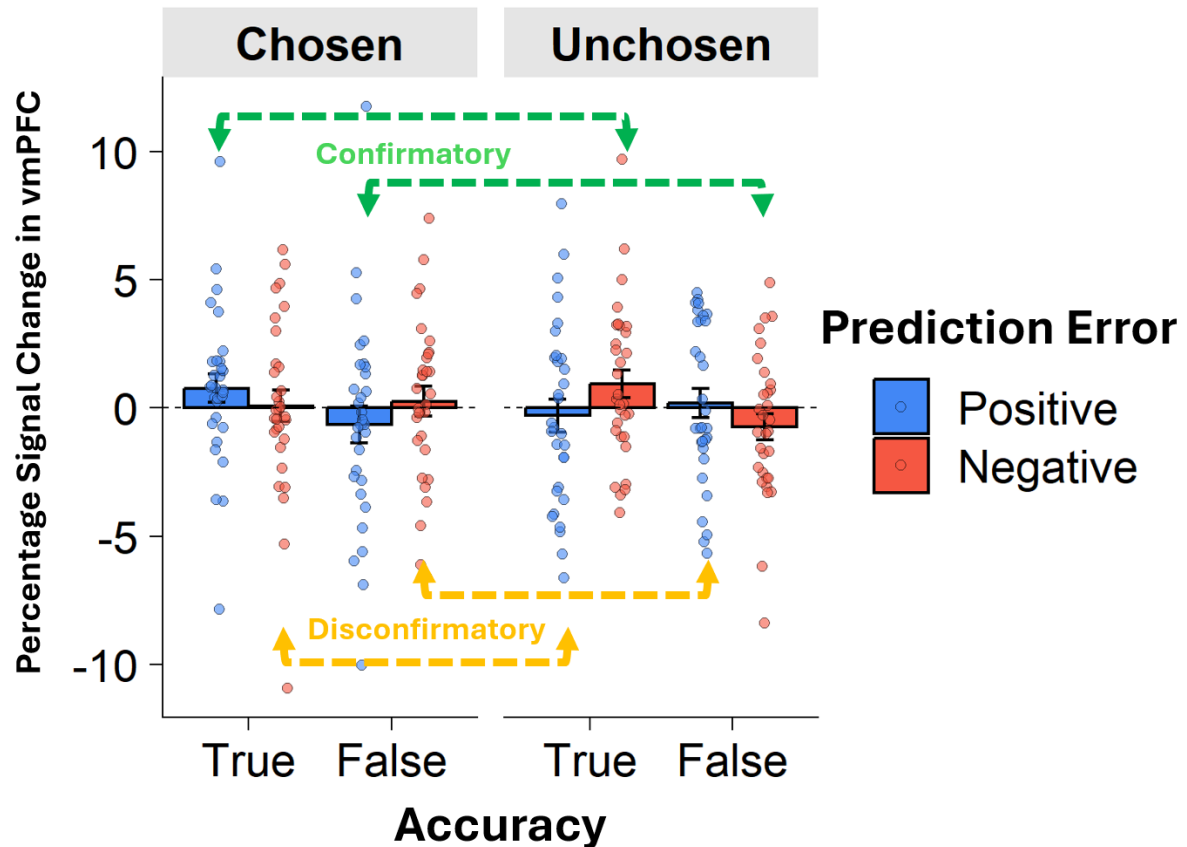 Chosen
Unchosen
Percentage Signal Change in vmPFC
10
5
0
-5
-10
Confirmatory
Disconfirmatory
True
False
True
False
Accuracy
Prediction Error
Positive
Negative